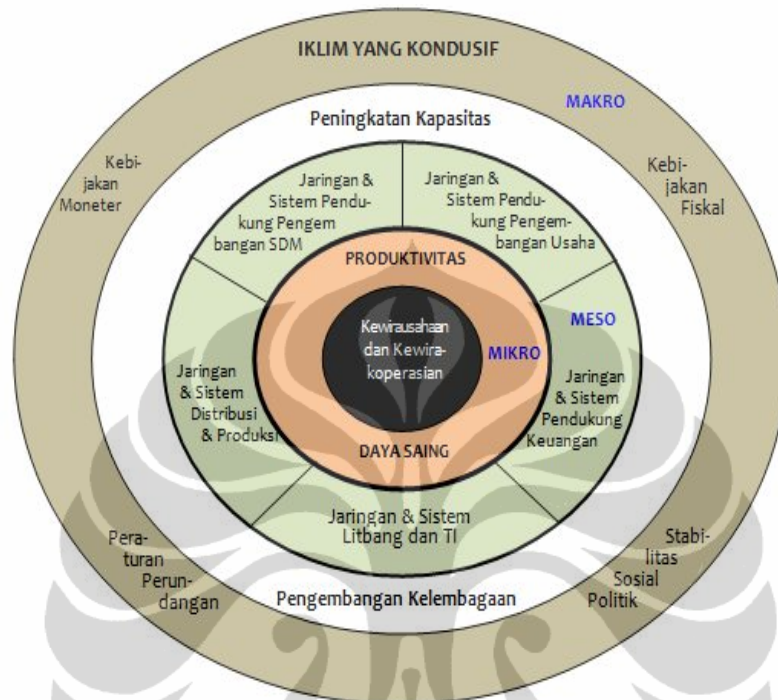 IKLIM YANG KONDUSIF
MAKRO
Peningkatan Kapasitas
Kebi-
jakan
Moneter
Kebi-
jakan
Fiskal
Jaringan &
Sistem Pendu-
kung Pengem
bangan SDM
Jaringan &
Sistem Pendu-
kung Pengem-
bangan Usaha
PRODUKTIVITAS
MESO
Kewirausahaan
dan Kewira-
koperasian
MIKRO
Jaringan
& Sistem
Distribusi
& Produksi
Jaringan
& Sistem
Pendukung
Keuangan
DAYA SAING
Jaringan & Sistem
Litbang dan TI
Pera-
turan
Perun-
dangan
Stabi-
litas
Sosial
Politik
Pengembangan Kelembagaan